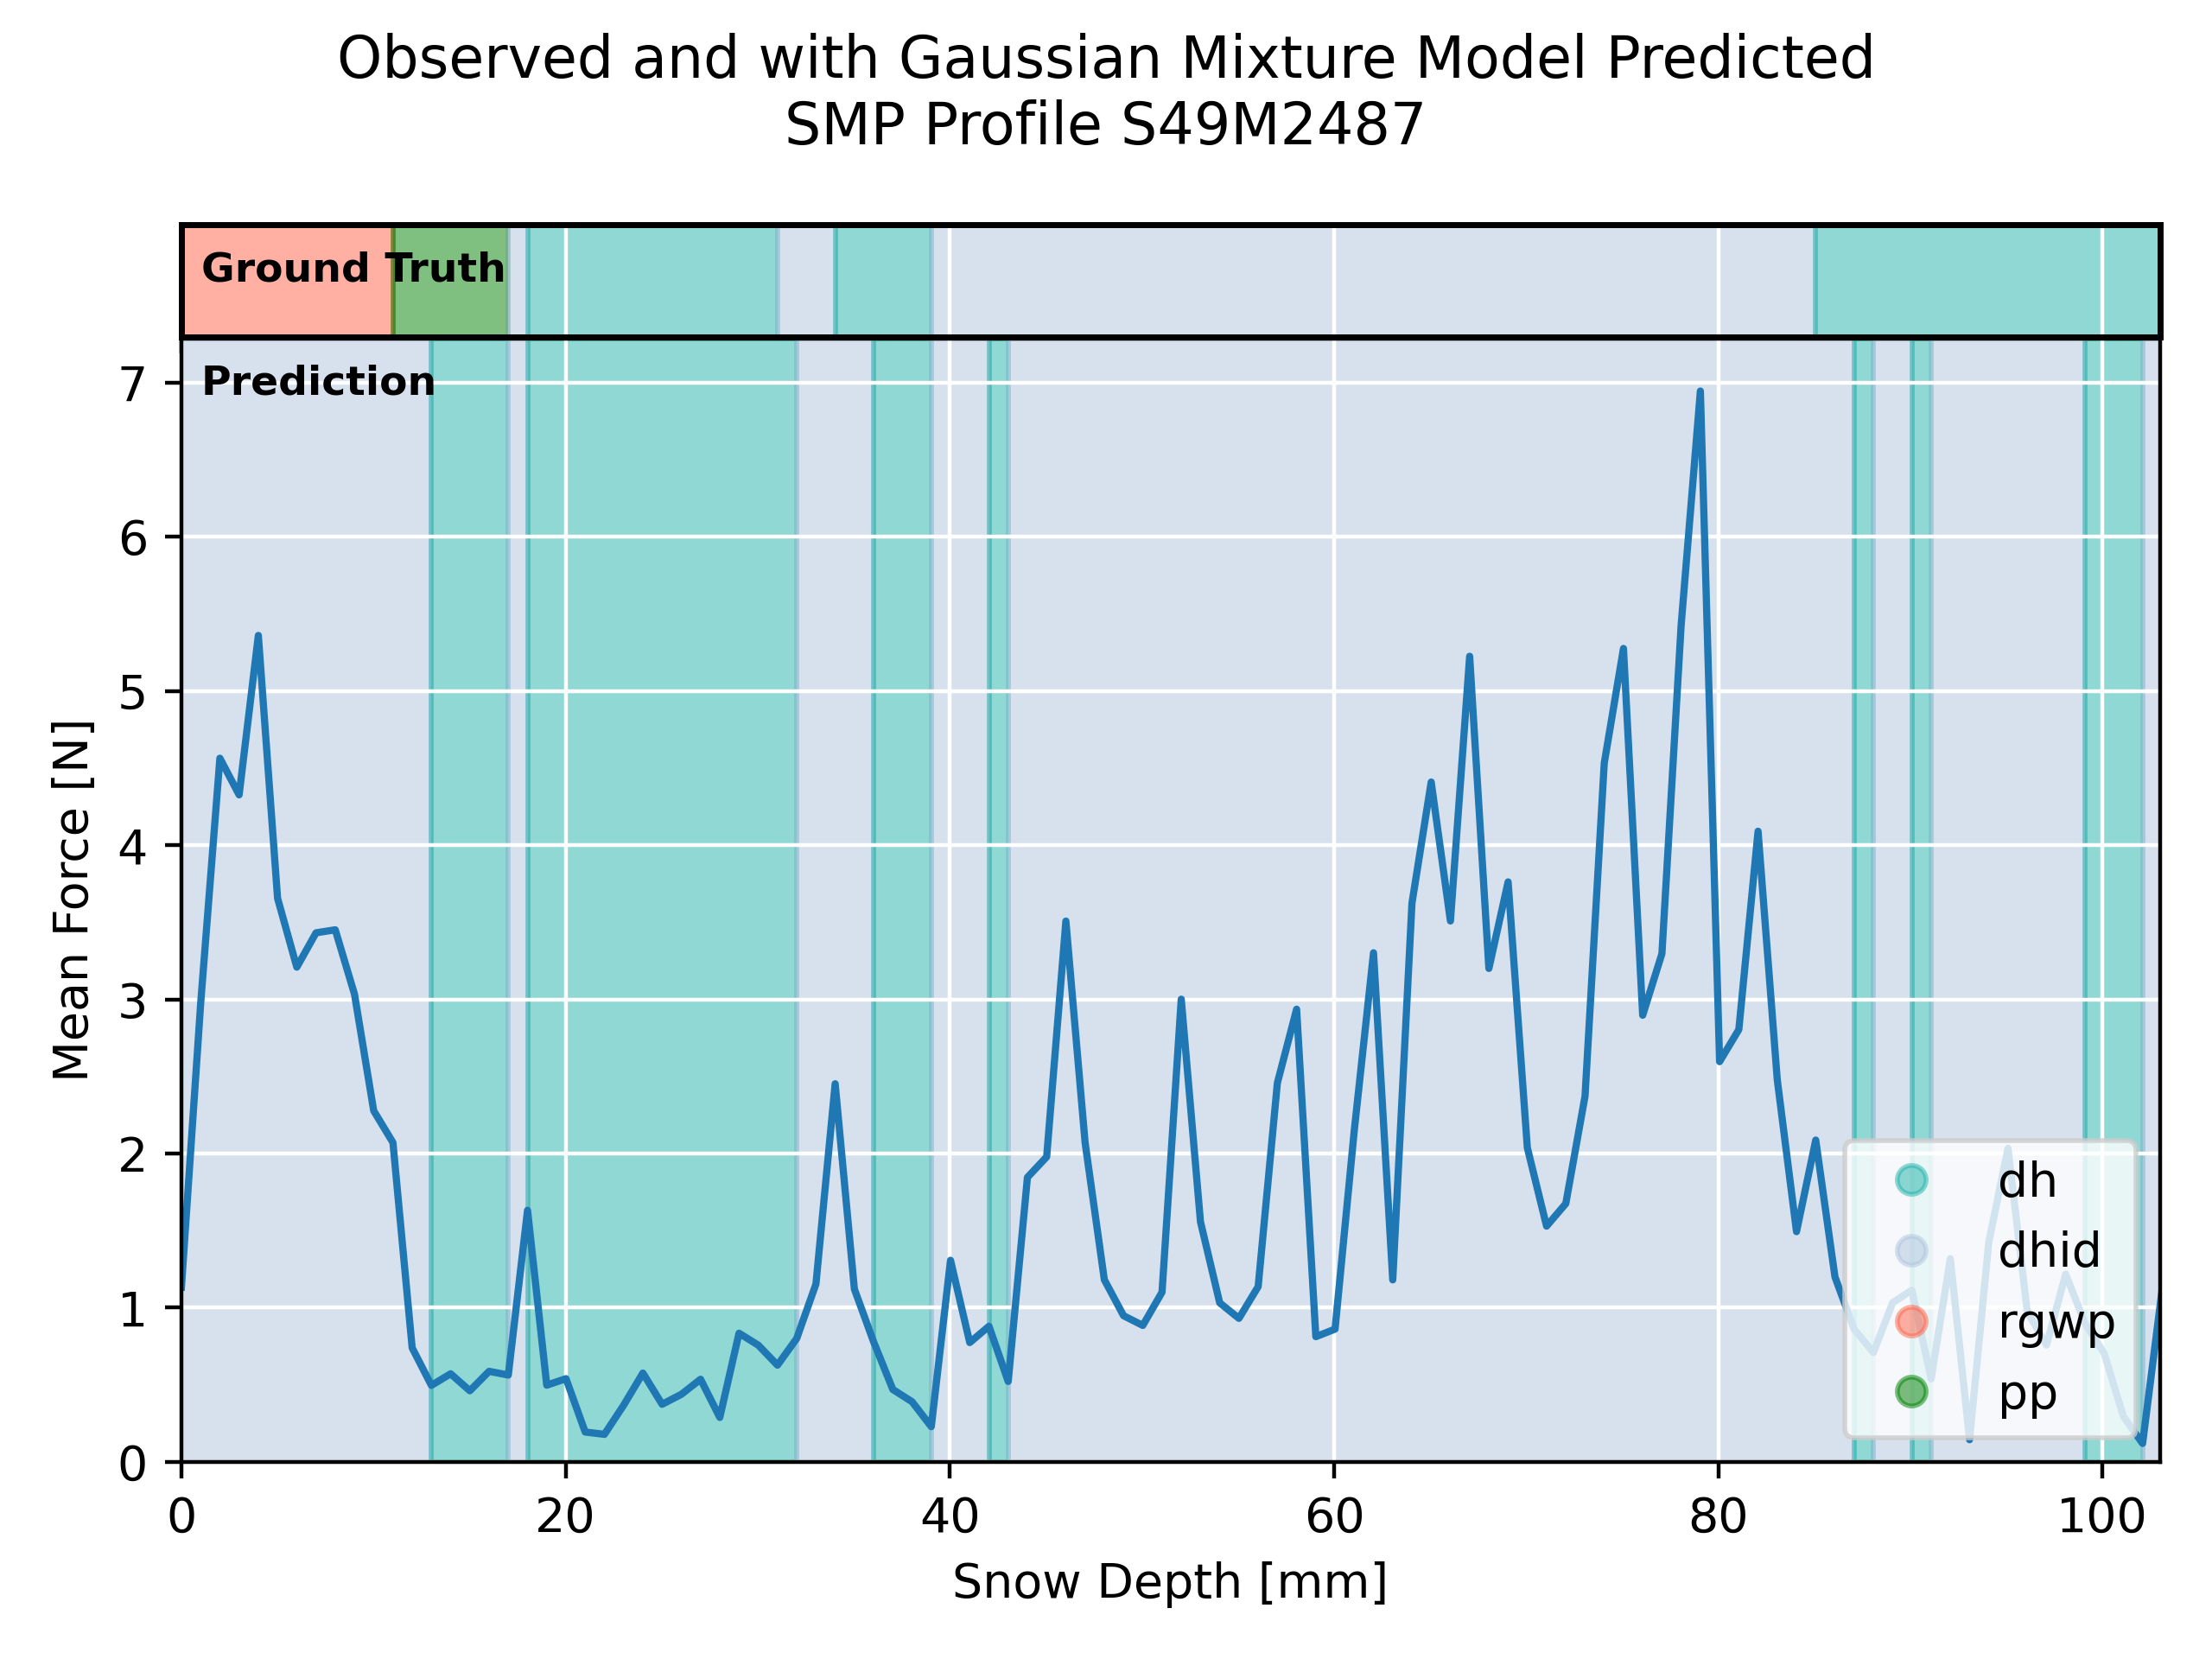 Observed and with Gaussian Mixture Model Predicted
SMP Profile S49M2487
Ground Truth
Prediction
7
6
5
4
3
2
1
0
Mean Force [N]
dh
dhid
rgwp
pp
0 20 40 60 80 100
Snow Depth [mm]